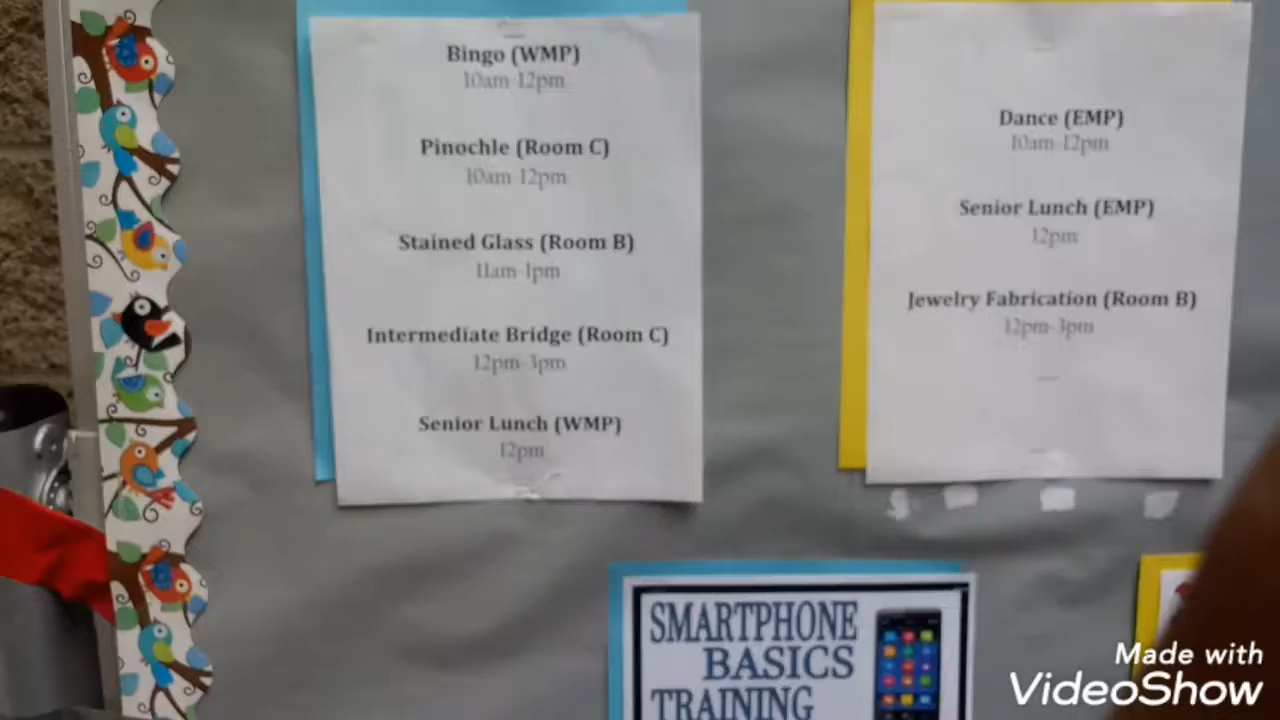 Bingo (WMP)
10am-12pm
Pinochle (Room C)
10am-12pm
Stained Glass (Room B)
11am-1pm
Intermediate Bridge (Room C)
12pm-3pm
Senior Lunch (WMP)
12pm
Dance (EMP)
10am-12pm
Senior Lunch (EMP)
12pm
Jewelry Fabrication (Room B)
12pm-3pm
SMARTPHONE
BASICS
TRAINING
Made with
VideoShow